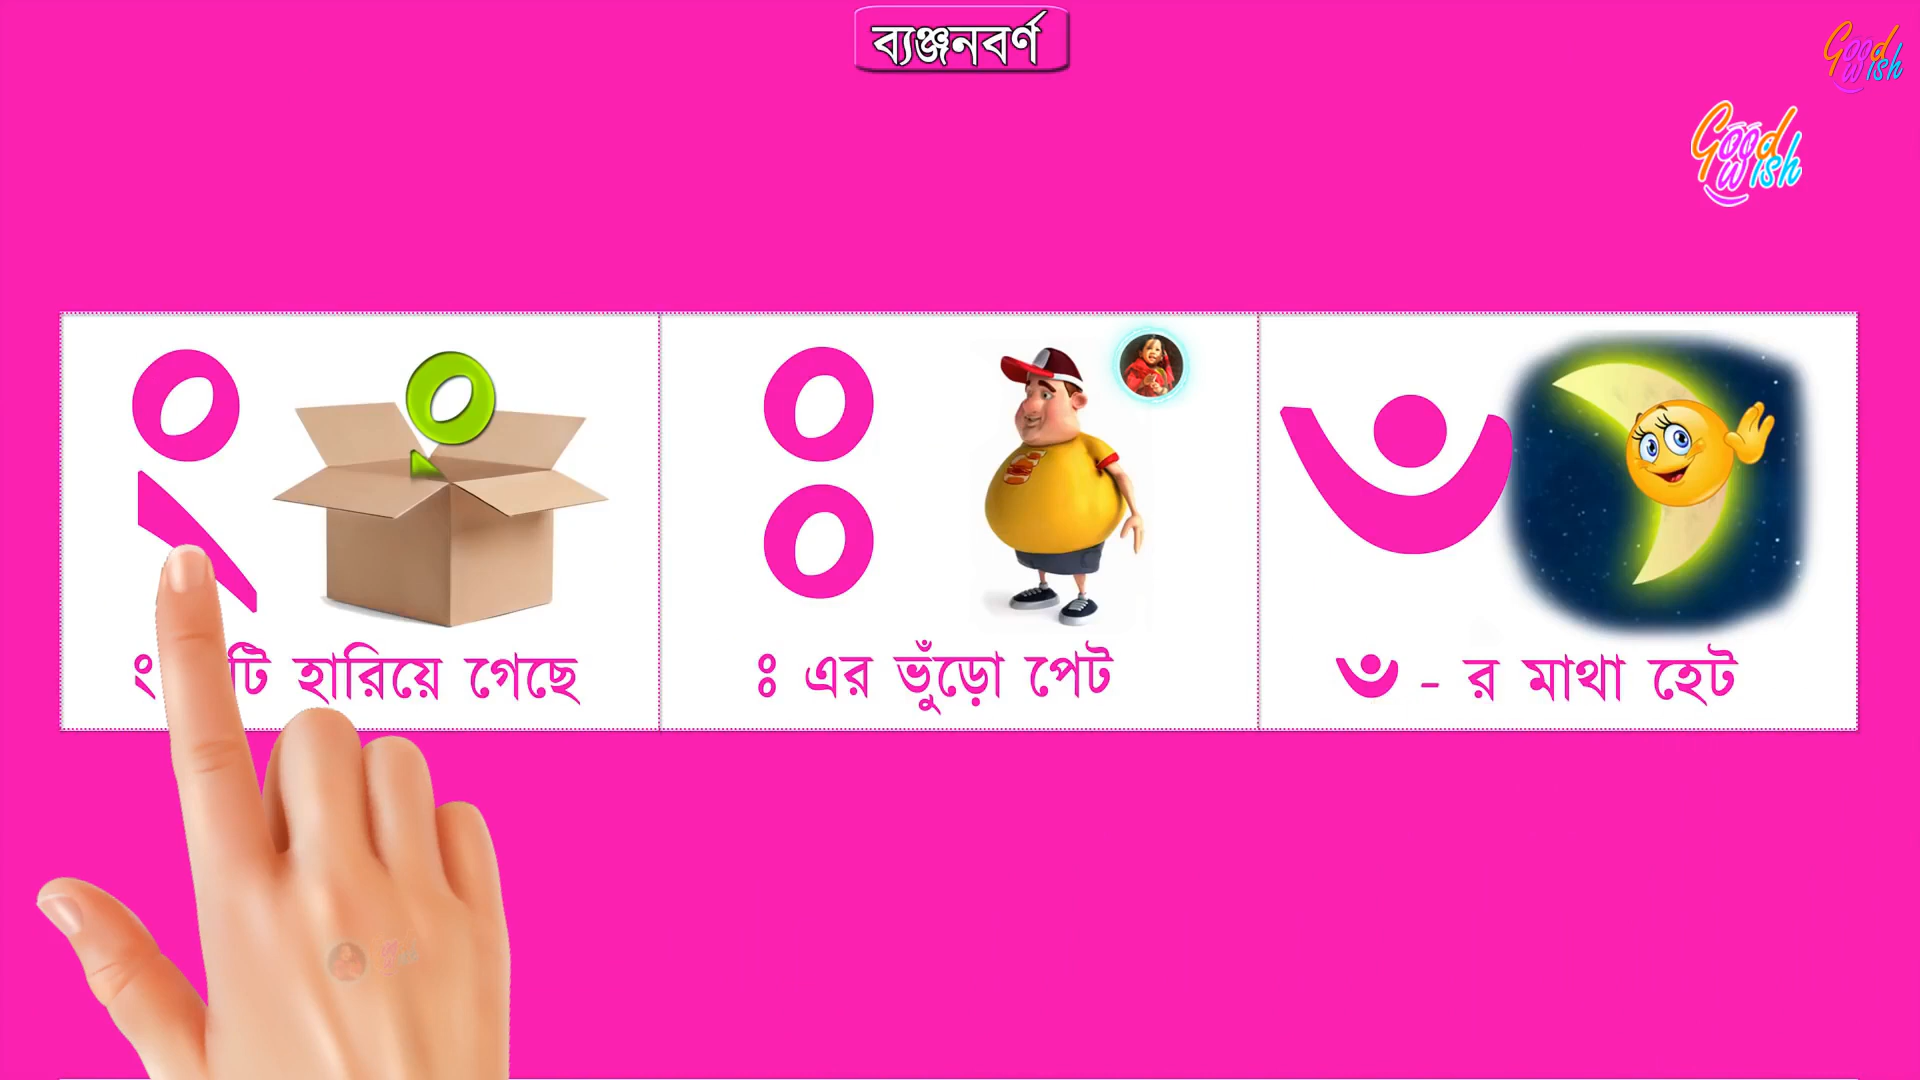 ব্যঞ্জনবর্ণ
Good Wish
Good Wish
ং
ং টি হারিয়ে গেছে
ঃ
ঃ এর ভুঁড়ো পেট
ঁ
ঁ - র মাথা হেট